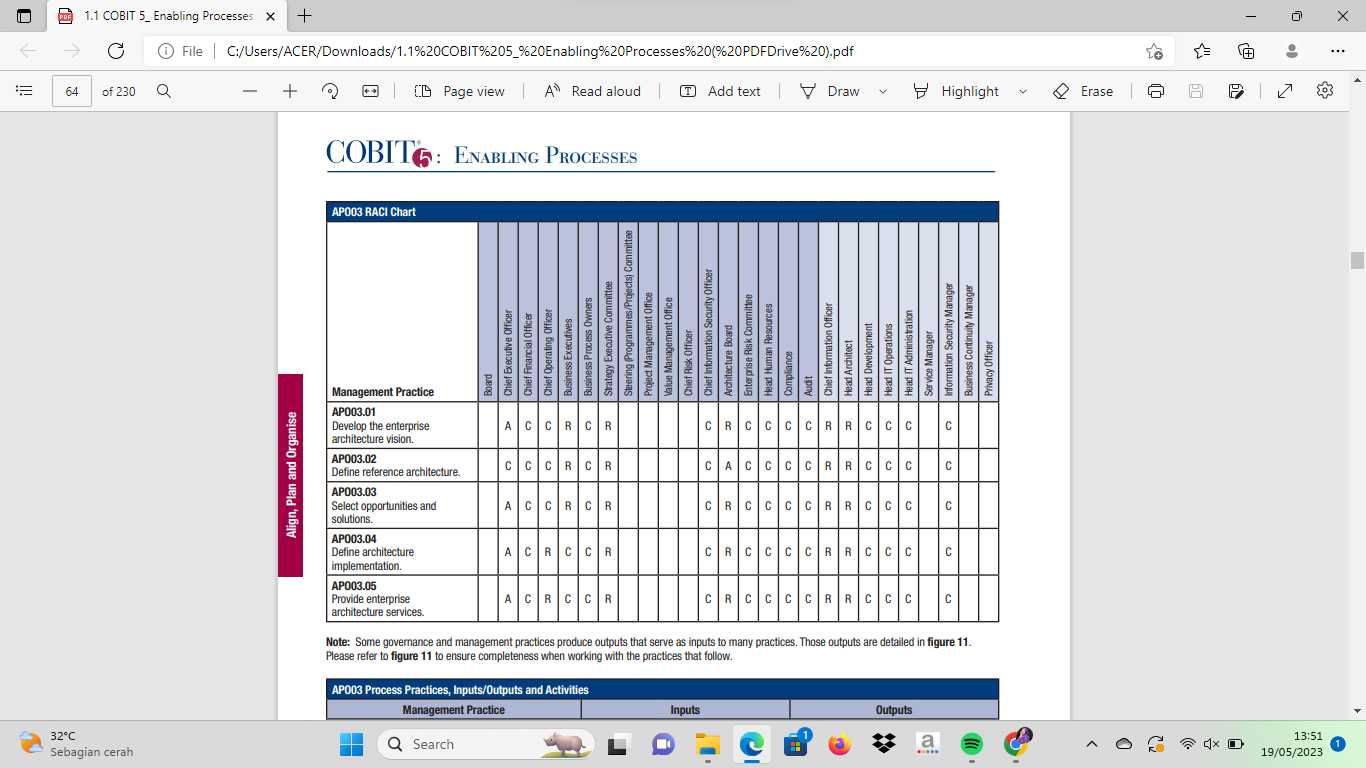 1.1 COBIT 5_ Enabling Processes
File
C:/Users/ACER/Downloads/1.1%20COBIT%205_%20Enabling%20Processes%20(%20PDFDrive%20).pdf
64 of 230
Page view
Read aloud
Add text
Draw
Highlight
Erase
COBIT 5: ENABLING PROCESSES
APO03 RACI Chart
Management Practice
Board
Chief Executive Officer
Chief Financial Officer
Chief Operating Officer
Business Executives
Business Process Owners
Strategy Executive Committee
Steering (Programmes/Projects) Committee
Project Management Office
Value Management Office
Chief Risk Officer
Chief Information Security Officer
Architecture Board
Enterprise Risk Committee
Head Human Resources
Compliance
Audit
Chief Information Officer
Head Architect
Head Development
Head IT Operations
Head IT Administration
Service Manager
Information Security Manager
Business Continuity Manager
Privacy Officer
APO03.01
Develop the enterprise
architecture vision.
A C C R C R C R C C C C R R C C C C
APO03.02
Define reference architecture.
C C C R C R C A C C C C R R C C C C
APO03.03
Select opportunities and
solutions.
A C C R C R C R C C C C R R C C C C
APO03.04
Define architecture
implementation.
A C R C C R C R C C C C R R C C C C
APO03.05
Provide enterprise
architecture services.
A C R C C R C R C C C C R R C C C C
Align, Plan and Organise
Note: Some governance and management practices produce outputs that serve as inputs to many practices. Those outputs are detailed in figure 11.
Please refer to figure 11 to ensure completeness when working with the practices that follow.
APO03 Process Practices, Inputs/Outputs and Activities
Management Practice
Inputs
Outputs
32°C
Sebagian cerah
Search
1
a
13:51
19/05/2023
1